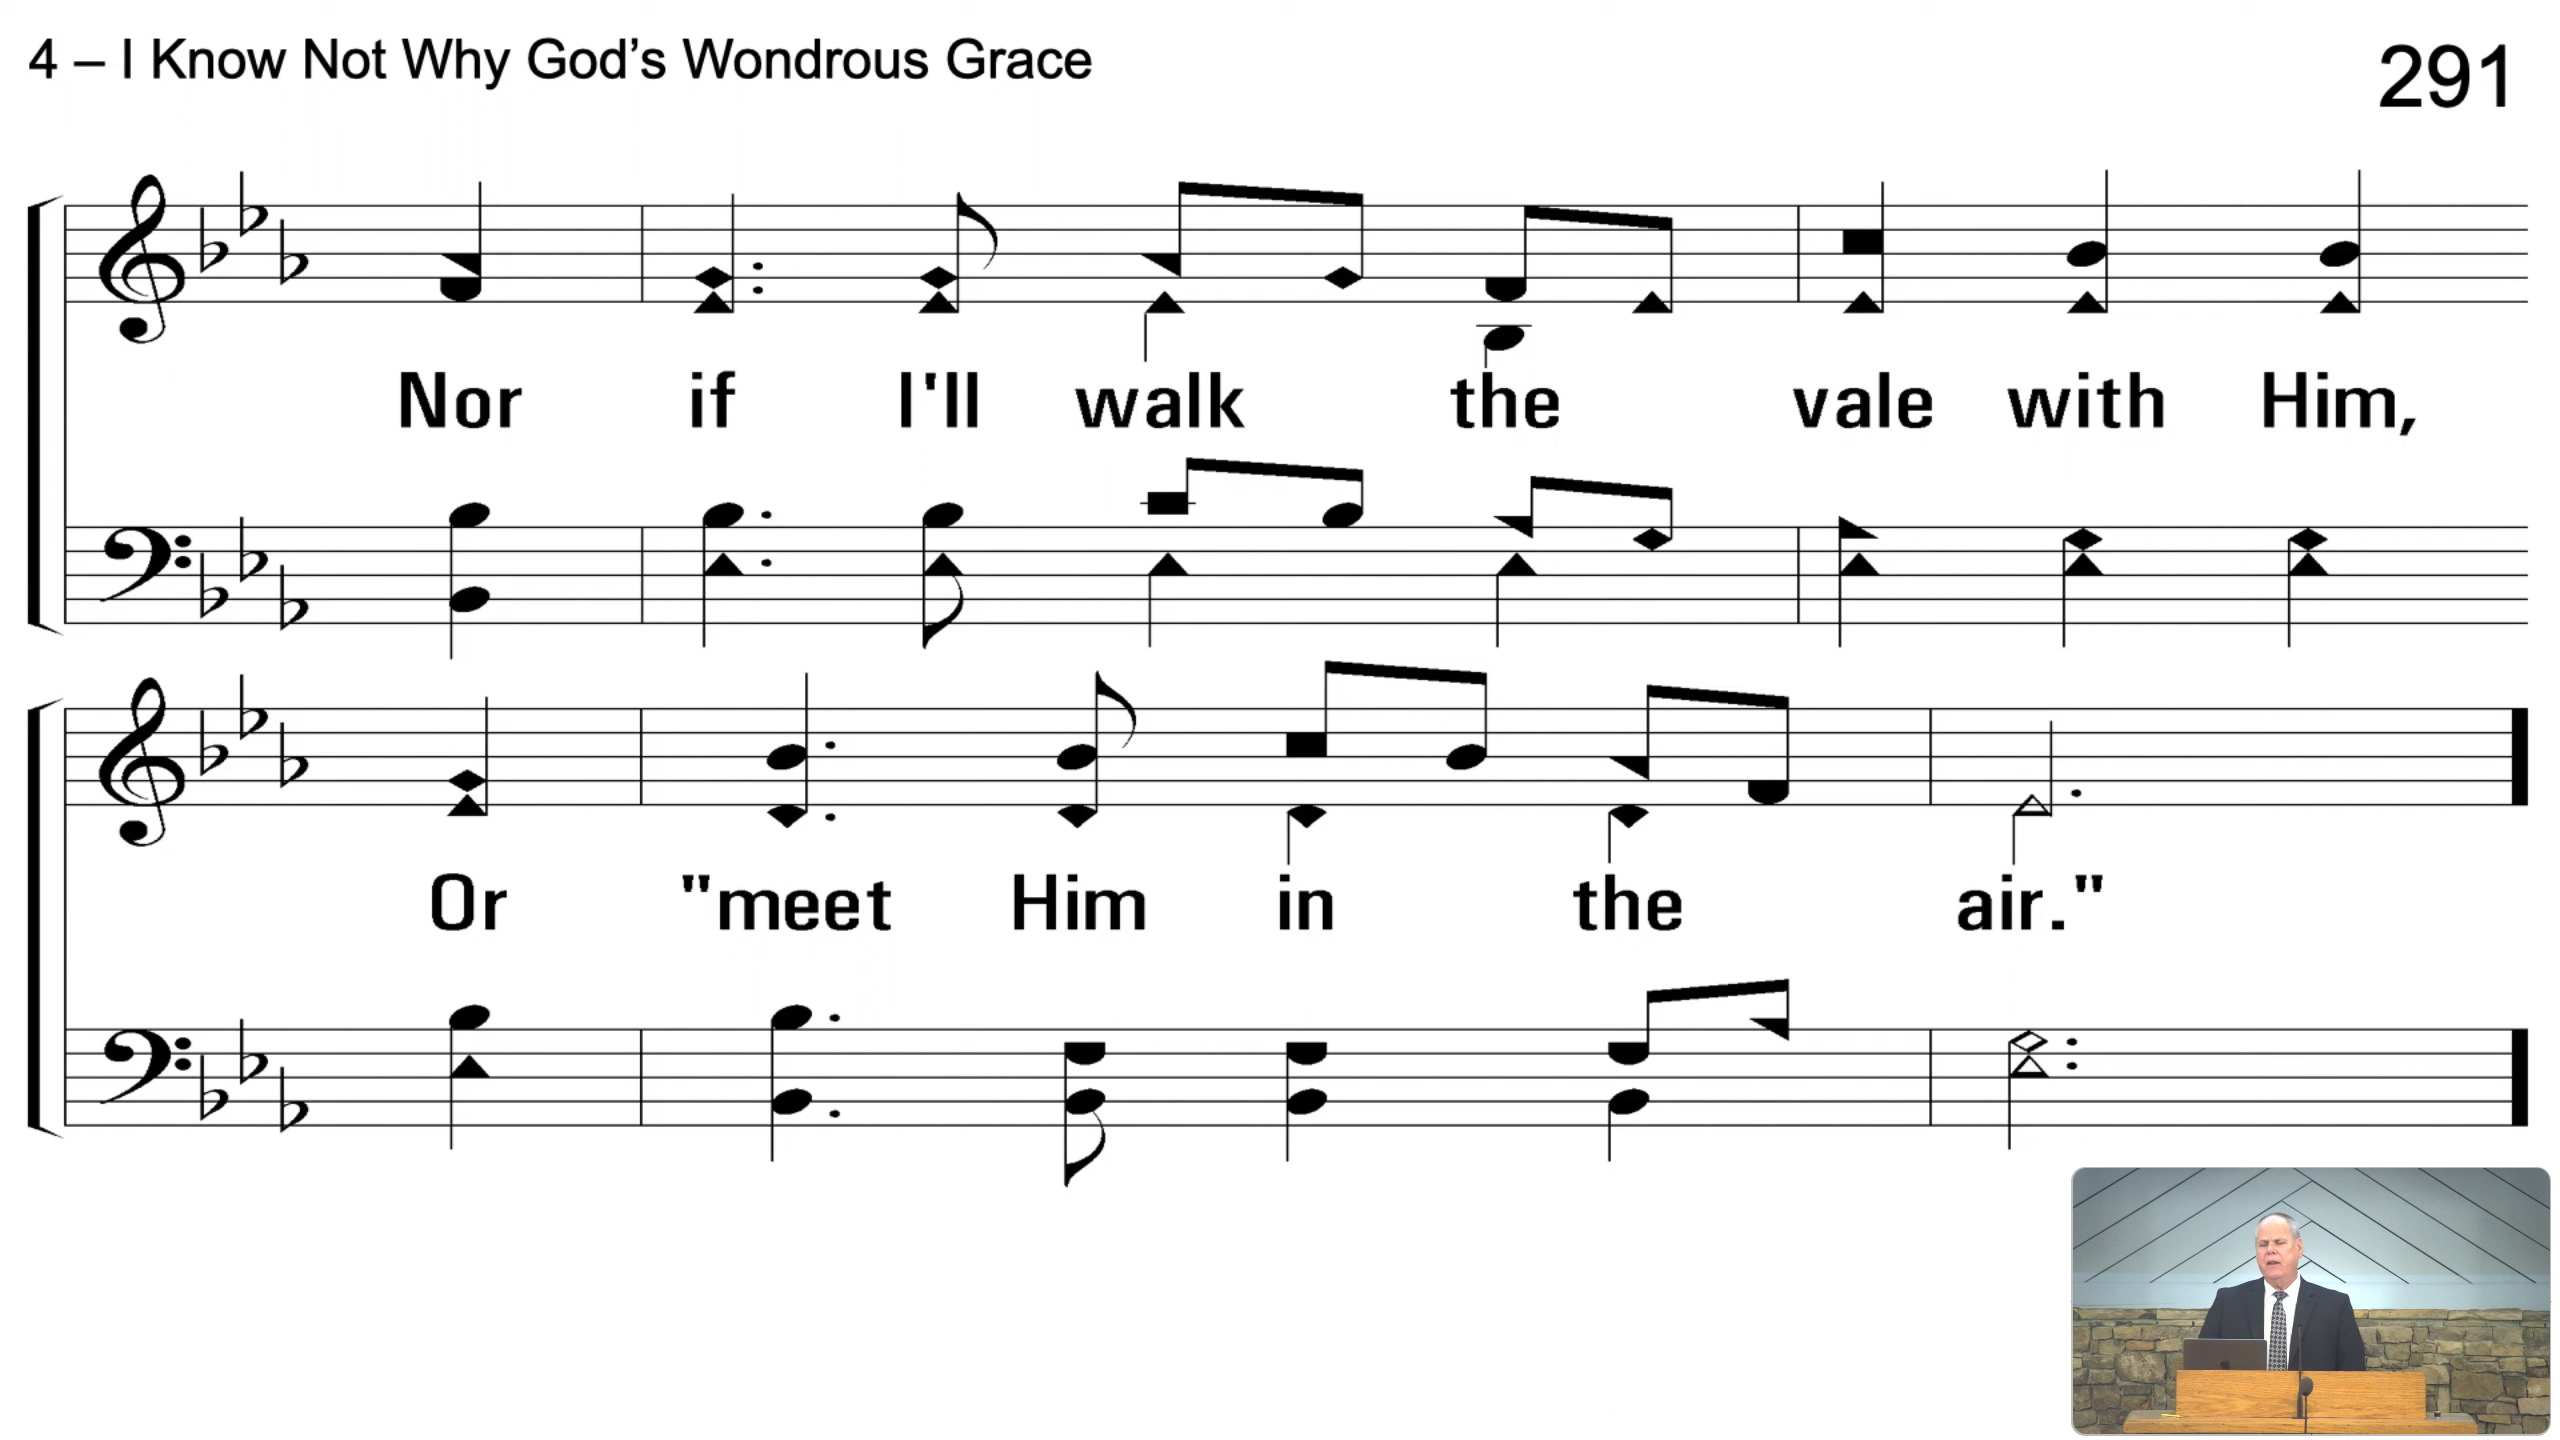 4 – I Know Not Why God’s Wondrous Grace
291
Nor if I'll walk the vale with Him,
Or "meet Him in the air."